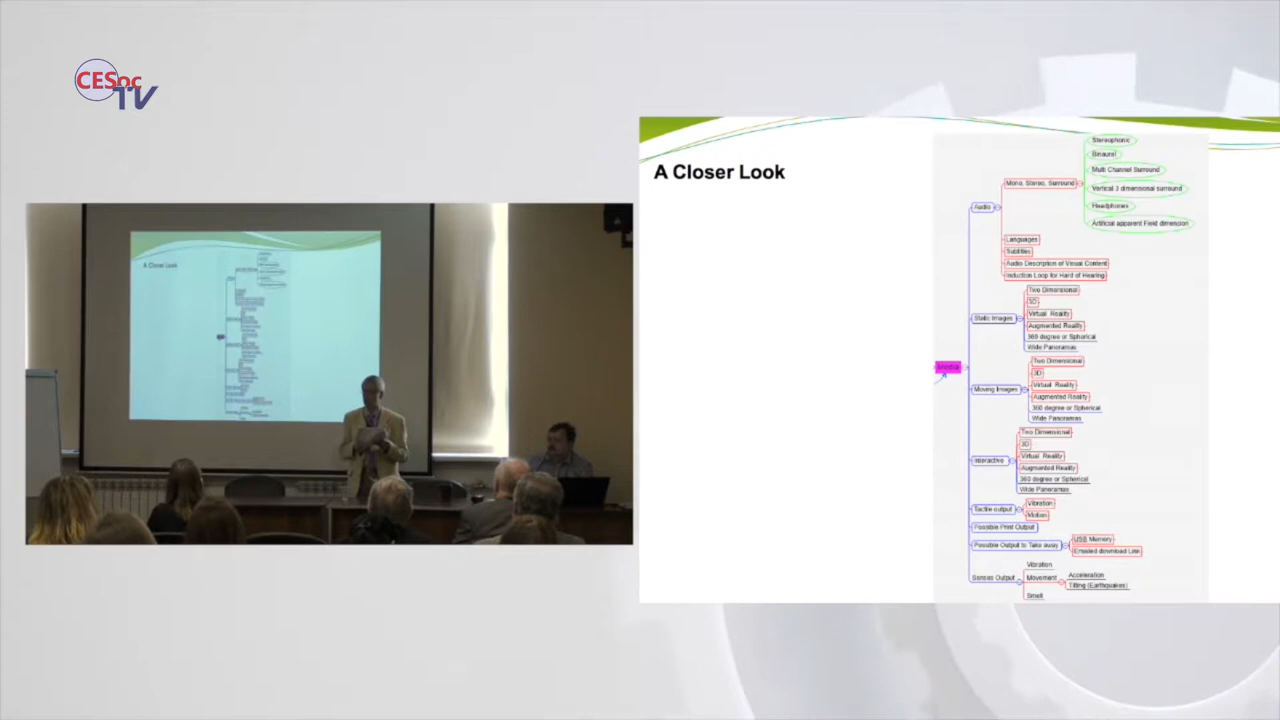 CESoc
TV
A Closer Look
Stereophonic
Binaural
Multi Channel Surround
Mono, Stereo, Surround
Vertical 3 dimensional surround
Audio
Headphones
Artificial apparent Field dimension
Languages
Subtitles
Audio Description of Visual Content
Induction Loop for Hard of Hearing
Two Dimensional
3D
Virtual Reality
Static Images
Augmented Reality
360 degree or Spherical
Wide Panoramas
Two Dimensional
3D
Virtual Reality
Moving Images
Augmented Reality
360 degree or Spherical
Wide Panoramas
Two Dimensional
3D
Virtual Reality
Interactive
Augmented Reality
360 degree or Spherical
Wide Panoramas
Vibration
Tactile output
Motion
Possible Print Output
USB Memory
Possible Output to Take away
Emailed download Link
Vibration
Acceleration
Senses Output
Movement
Tilting (Earthquakes)
Smell
A Closer Look